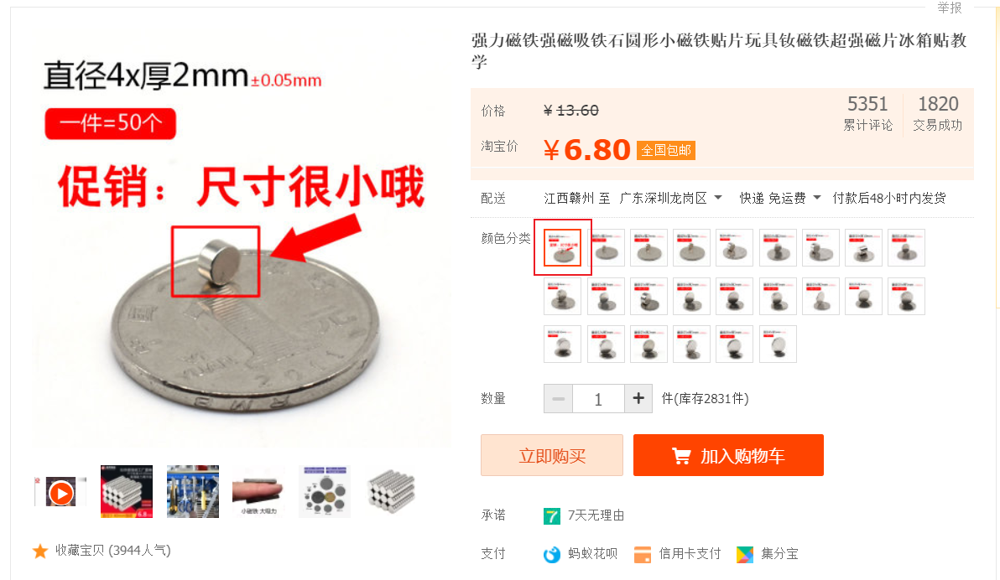 举报
直径4x厚2mm±0.05mm
一件=50个
促销：尺寸很小哦
小磁铁 大吸力
收藏宝贝 (3944人气)
强力磁铁强磁吸铁石圆形小磁铁贴片玩具钕磁铁超强磁片冰箱贴教
学
价格 ¥ 13.60
5351 1820
累计评论 交易成功
淘宝价 ¥ 6.80 全国包邮
配送 江西赣州 至 广东深圳龙岗区 快递 免运费 付款后48小时内发货
颜色分类
数量 1 + 件(库存2831件)
立即购买 加入购物车
承诺 7 7天无理由
支付 蚂蚁花呗 信用卡支付 集分宝